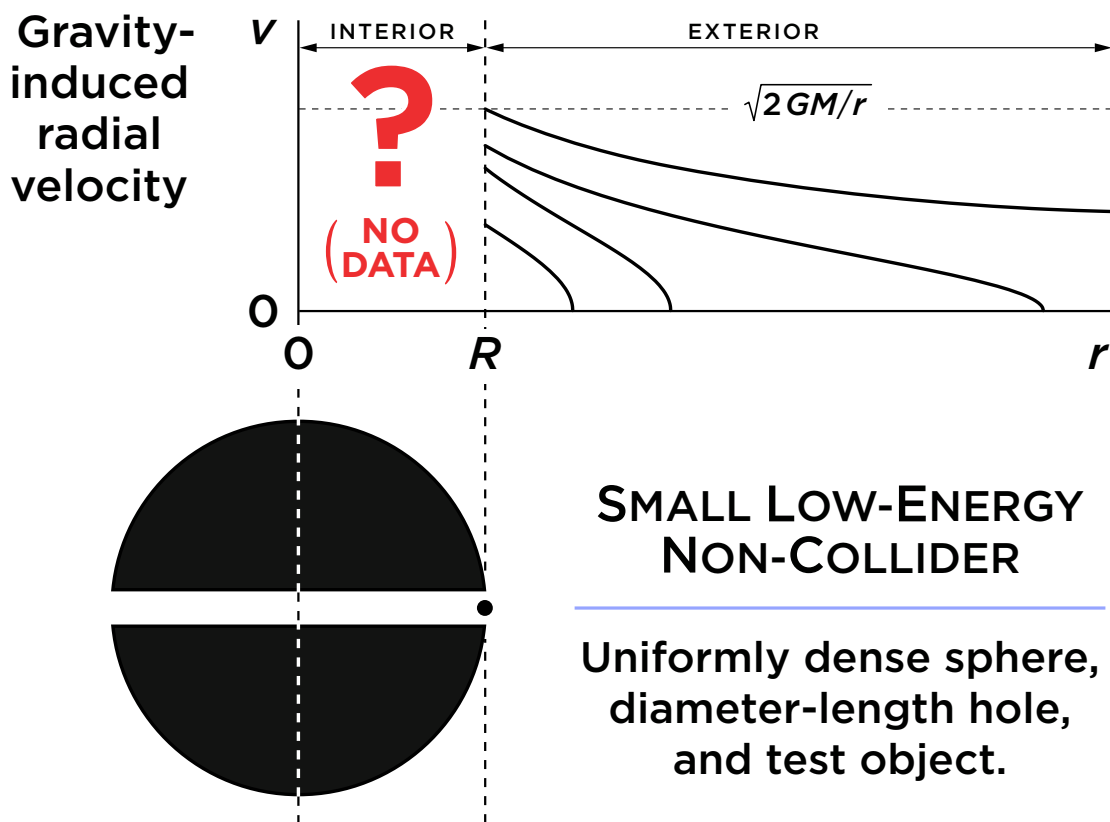 Gravity-
induced
radial
velocity
V
INTERIOR
EXTERIOR
?
√2GM/r
(NO
DATA)
0
0
R
r
SMALL LOW-ENERGY
NON-COLLIDER
Uniformly dense sphere,
diameter-length hole,
and test object.